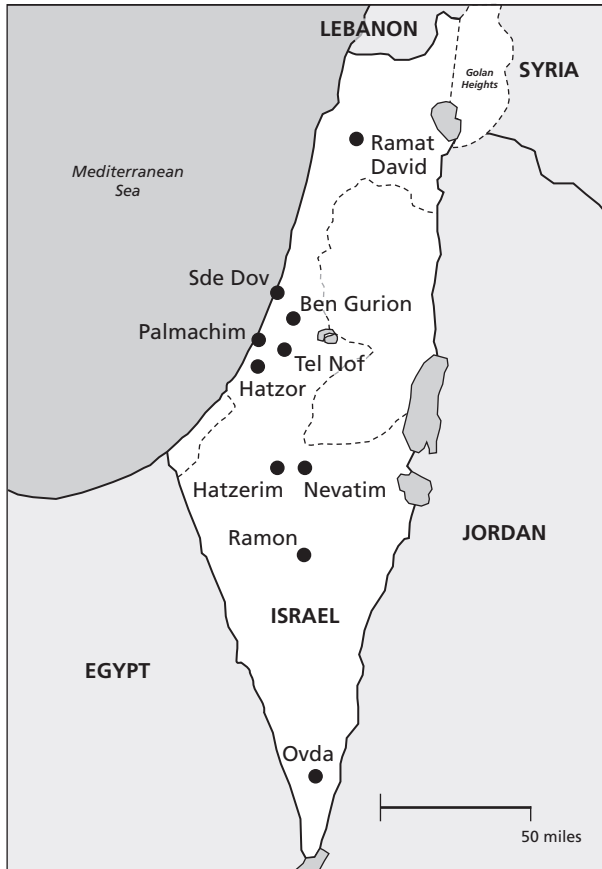 LEBANON
Golan
Heights
SYRIA
Ramat
David
Mediterranean
Sea
Sde Dov
Ben Gurion
Palmachim
Tel Nof
Hatzor
Hatzerim
Nevatim
Ramon
JORDAN
ISRAEL
EGYPT
Ovda
50 miles